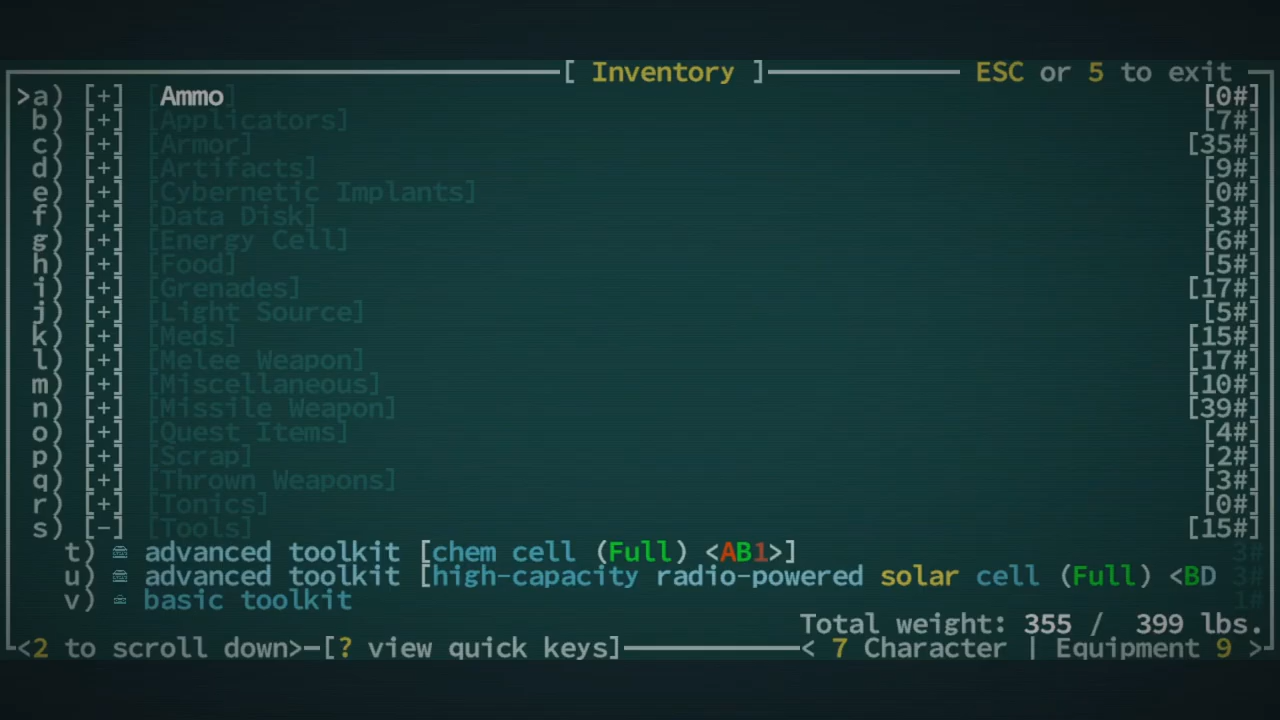 [ Inventory ] ESC or 5 to exit
>a) [+] [Ammo] [0#]
b) [+] [Applicators] [7#]
c) [+] [Armor] [35#]
d) [+] [Artifacts] [9#]
e) [+] [Cybernetic Implants] [0#]
f) [+] [Data Disk] [3#]
g) [+] [Energy Cell] [6#]
h) [+] [Food] [5#]
i) [+] [Grenades] [17#]
j) [+] [Light Source] [5#]
k) [+] [Meds] [15#]
l) [+] [Melee Weapon] [17#]
m) [+] [Miscellaneous] [10#]
n) [+] [Missile Weapon] [39#]
o) [+] [Quest Items] [4#]
p) [+] [Scrap] [2#]
q) [+] [Thrown Weapons] [3#]
r) [+] [Tonics] [0#]
s) [-] [Tools] [15#]
t) advanced toolkit [chem cell (Full) <AB1>] 3#
u) advanced toolkit [high-capacity radio-powered solar cell (Full) <BD 3#
v) basic toolkit 1#
Total weight: 355 / 399 lbs.
<2 to scroll down> [? view quick keys] < 7 Character | Equipment 9 >